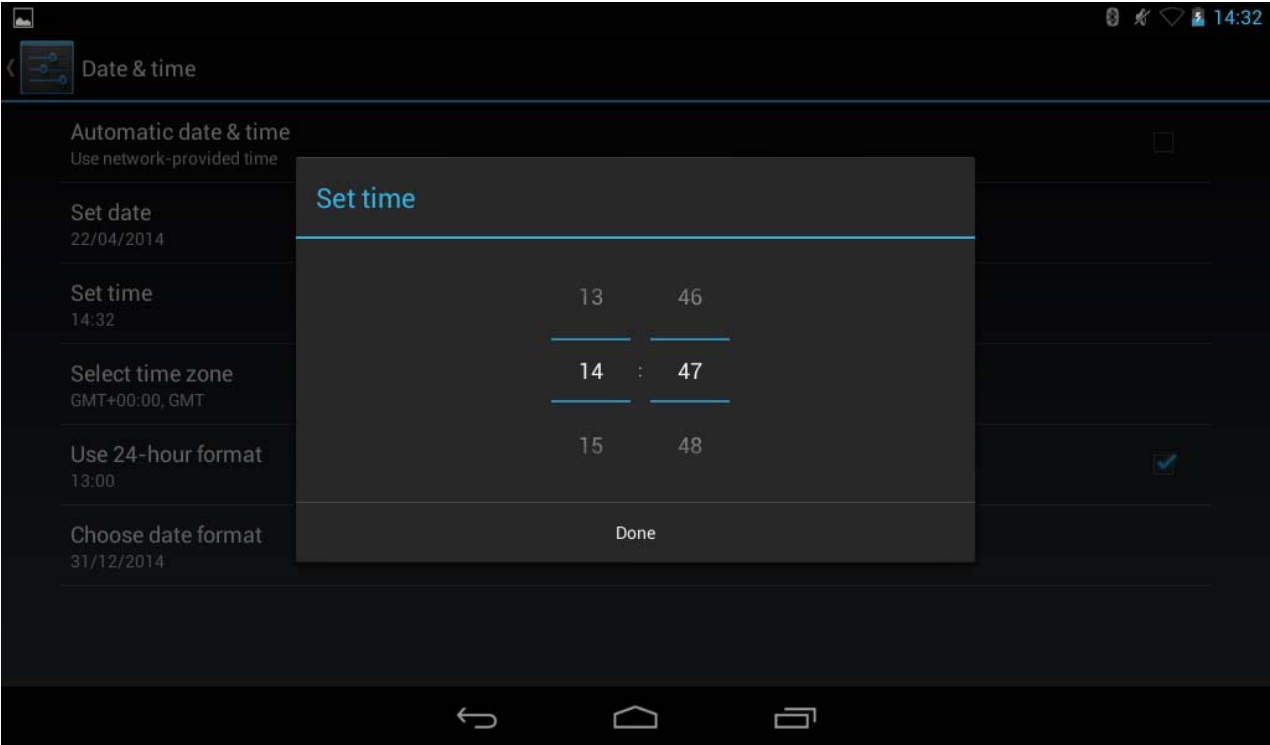 14:32
Date & time
Automatic date & time
Use network-provided time
Set date
22/04/2014
Set time
14:32
Select time zone
GMT+00:00, GMT
Use 24-hour format
13:00
Choose date format
31/12/2014
Set time
13 46
14 : 47
15 48
Done